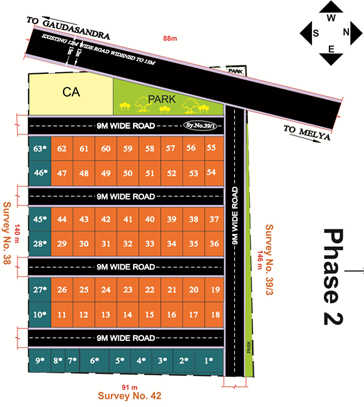 TO GAUDASANDRA
88m
EXISTING 12M WIDE ROAD WIDENED TO 15M
W
S N
E
PARK
CA
PARK
TO MELYA
9M WIDE ROAD
Sy.No.39/1
63* 62 61 60 59 58 57 56 55
46* 47 48 49 50 51 52 53 54
9M WIDE ROAD
45* 44 43 42 41 40 39 38 37
28* 29 30 31 32 33 34 35 36
9M WIDE ROAD
27* 26 25 24 23 22 21 20 19
10* 11 12 13 14 15 16 17 18
9M WIDE ROAD
9* 8* 7* 6* 5* 4* 3* 2* 1*
9M WIDE ROAD
PARK
Survey No. 38
140 m
Survey No. 39/3
146 m
91 m
Survey No. 42
Phase 2